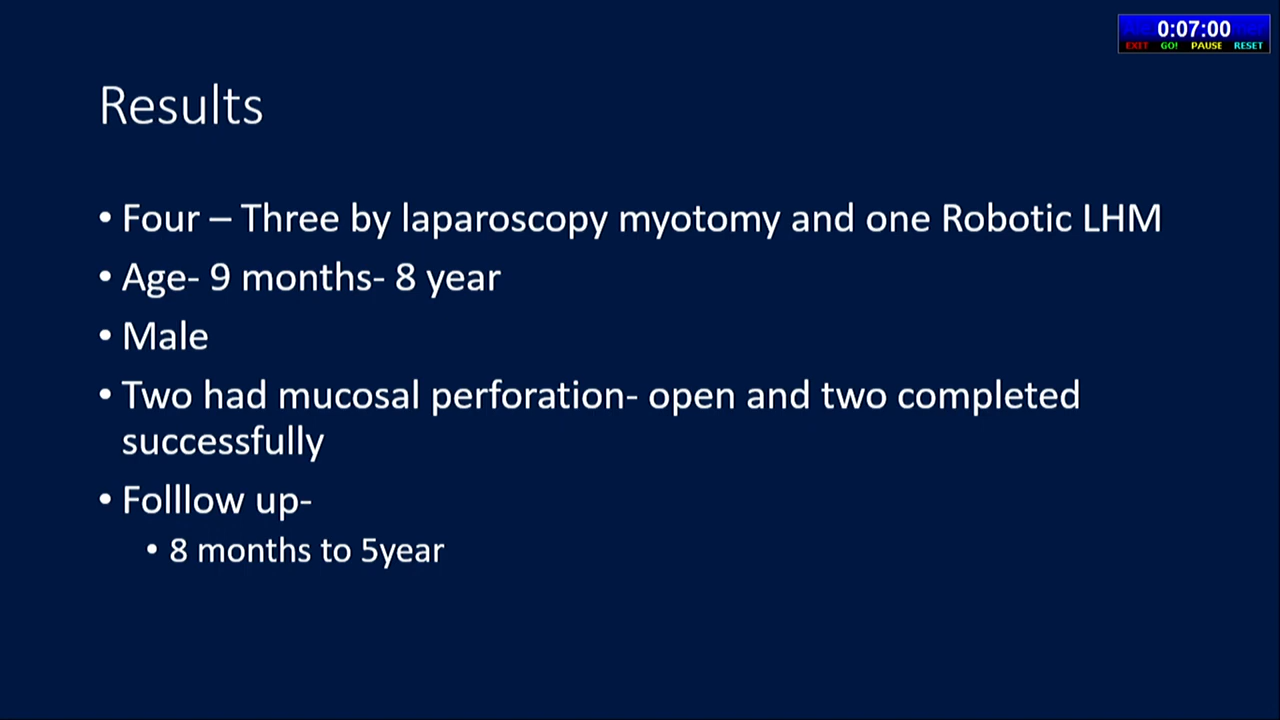 0:07:00
EXIT GO! PAUSE RESET
Results
• Four – Three by laparoscopy myotomy and one Robotic LHM
• Age- 9 months- 8 year
• Male
• Two had mucosal perforation- open and two completed
successfully
• Folllow up-
• 8 months to 5year